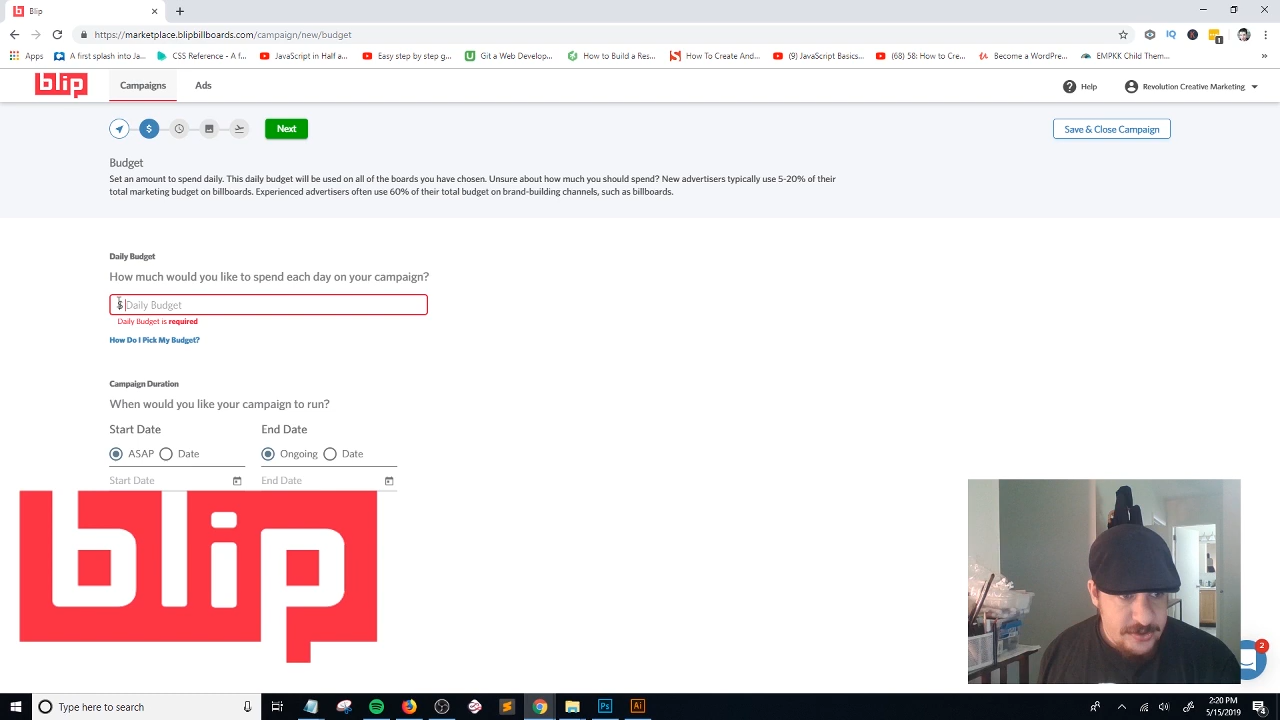 Blip
marketplace.blipbillboards.com/campaign/new/budget
Apps
A first splash into J...
CSS Reference - A f...
JavaScript in Half a...
Easy step by step g...
Git a Web Develop...
How to Build a Res...
How To Create And...
(9) JavaScript Basics...
(68) 58: How to Cre...
Become a WordPre...
EMPKK Child Them...
blip
Campaigns
Ads
Help
Revolution Creative Marketing
Next
Save & Close Campaign
Budget
Set an amount to spend daily. This daily budget will be used on all of the boards you have chosen. Unsure about how much you should spend? New advertisers typically use 5-20% of their
total marketing budget on billboards. Experienced advertisers often use 60% of their total budget on brand-building channels, such as billboards.
Daily Budget
How much would you like to spend each day on your campaign?
$ Daily Budget
Daily Budget is required
How Do I Pick My Budget?
Campaign Duration
When would you like your campaign to run?
Start Date
End Date
ASAP
Date
Ongoing
Date
Start Date
End Date
blip
2
Type here to search
Ps
Ai
2:20 PM
5/15/2019